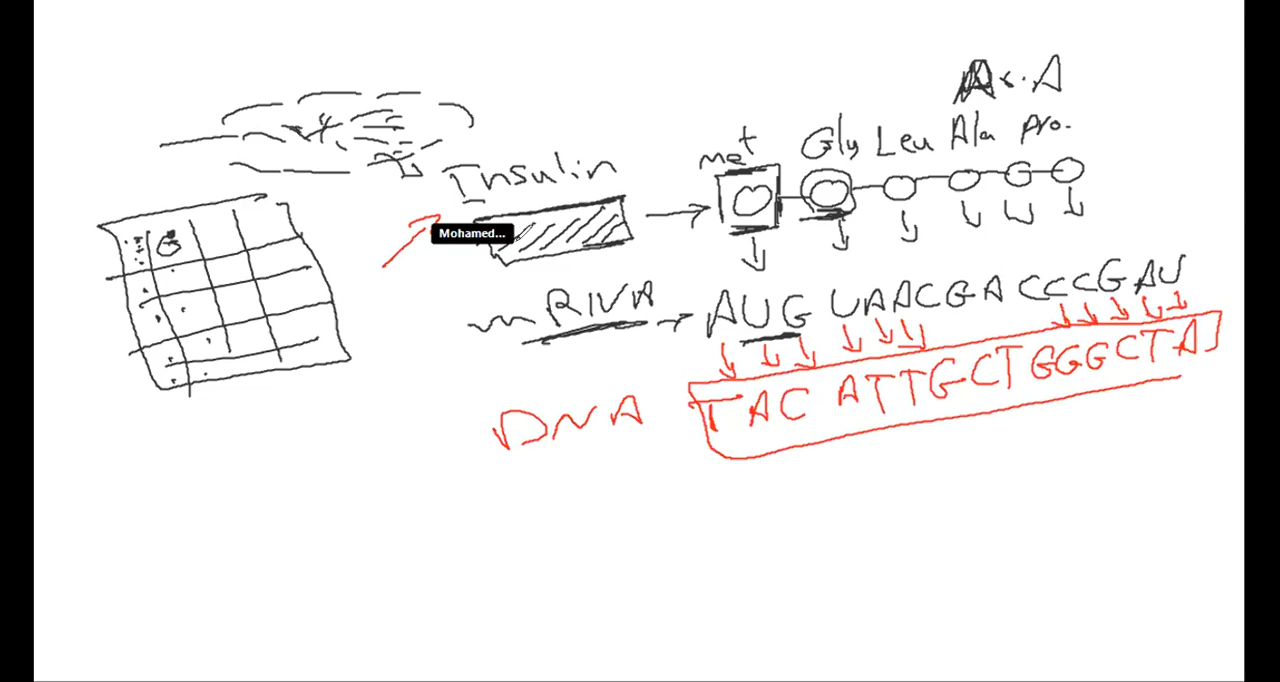 A.A
met Gly Leu Ala pro.
Insulin
Mohamed...
mRNA AUG UAACGA CCCGAU
DNA TAC ATTGCTGGGCTA